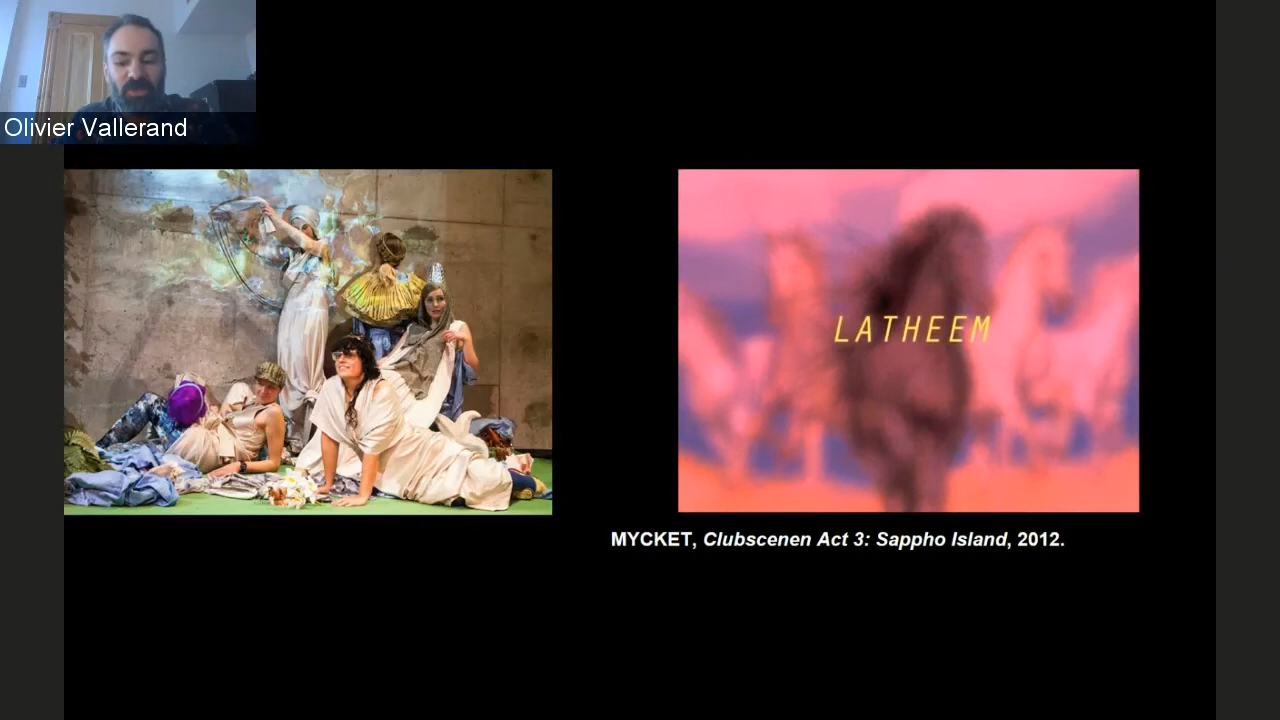 Olivier Vallerand
LATHEEM
MYCKET, Clubscenen Act 3: Sappho Island, 2012.